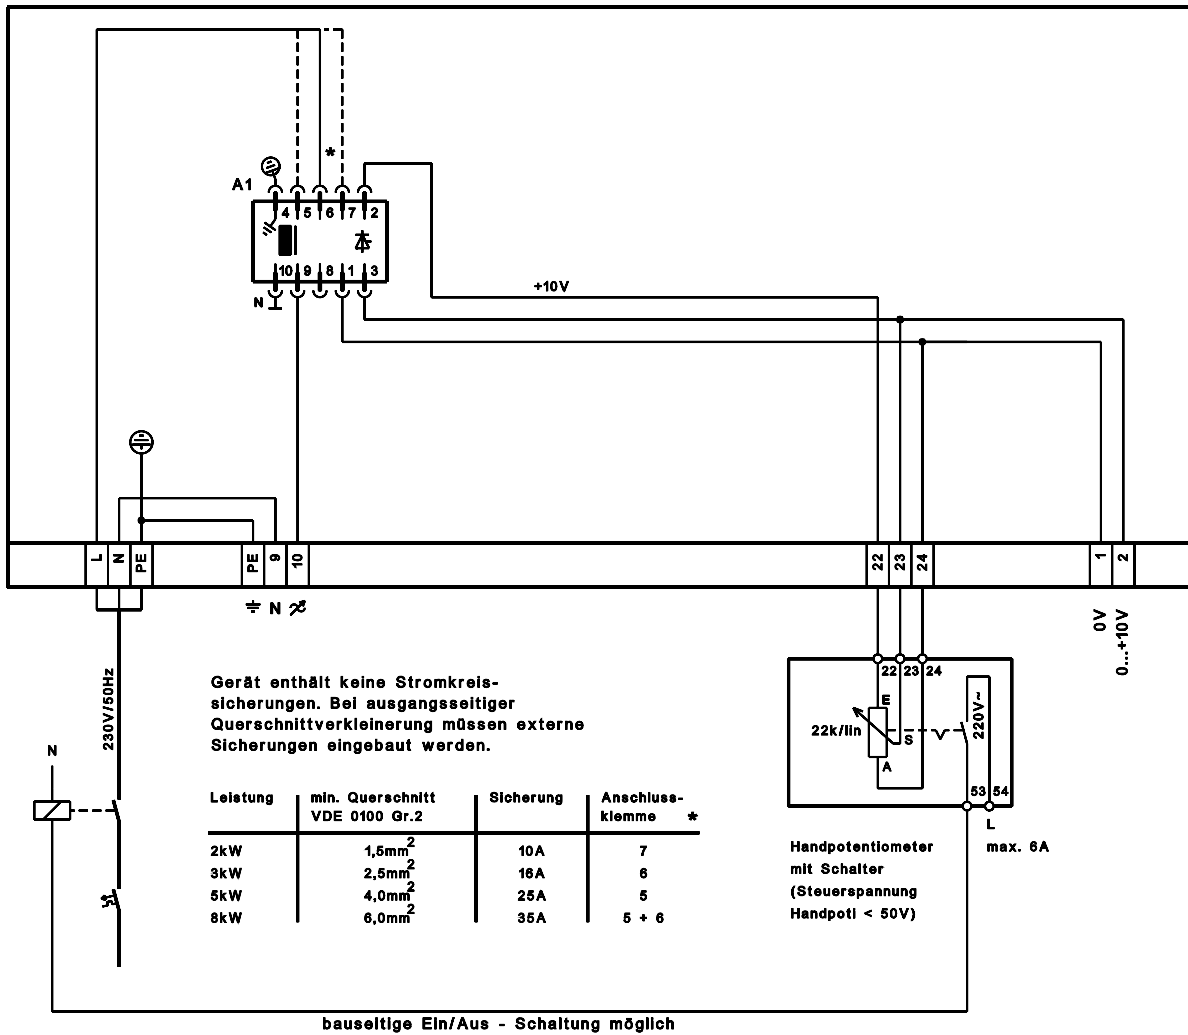 *
A1
4 5 6 7 2
10 9 8 1 3
N
+10V
L N PE PE 9 10 22 23 24 1 2
N
0V
0...+10V
230V/50Hz
Gerät enthält keine Stromkreis-
sicherungen. Bei ausgangsseitiger
Querschnittverkleinerung müssen externe
Sicherungen eingebaut werden.
22 23 24
E
22k/lin
S
A
220V~
53 54
L
max. 6A
N
Leistung min. Querschnitt Sicherung Anschluss-
VDE 0100 Gr.2 klemme *
2kW 1,5mm² 10A 7
3kW 2,5mm² 16A 6
5kW 4,0mm² 25A 5
8kW 6,0mm² 35A 5 + 6
Handpotentiometer
mit Schalter
(Steuerspannung
Handpoti < 50V)
bauseitige Ein/Aus - Schaltung möglich